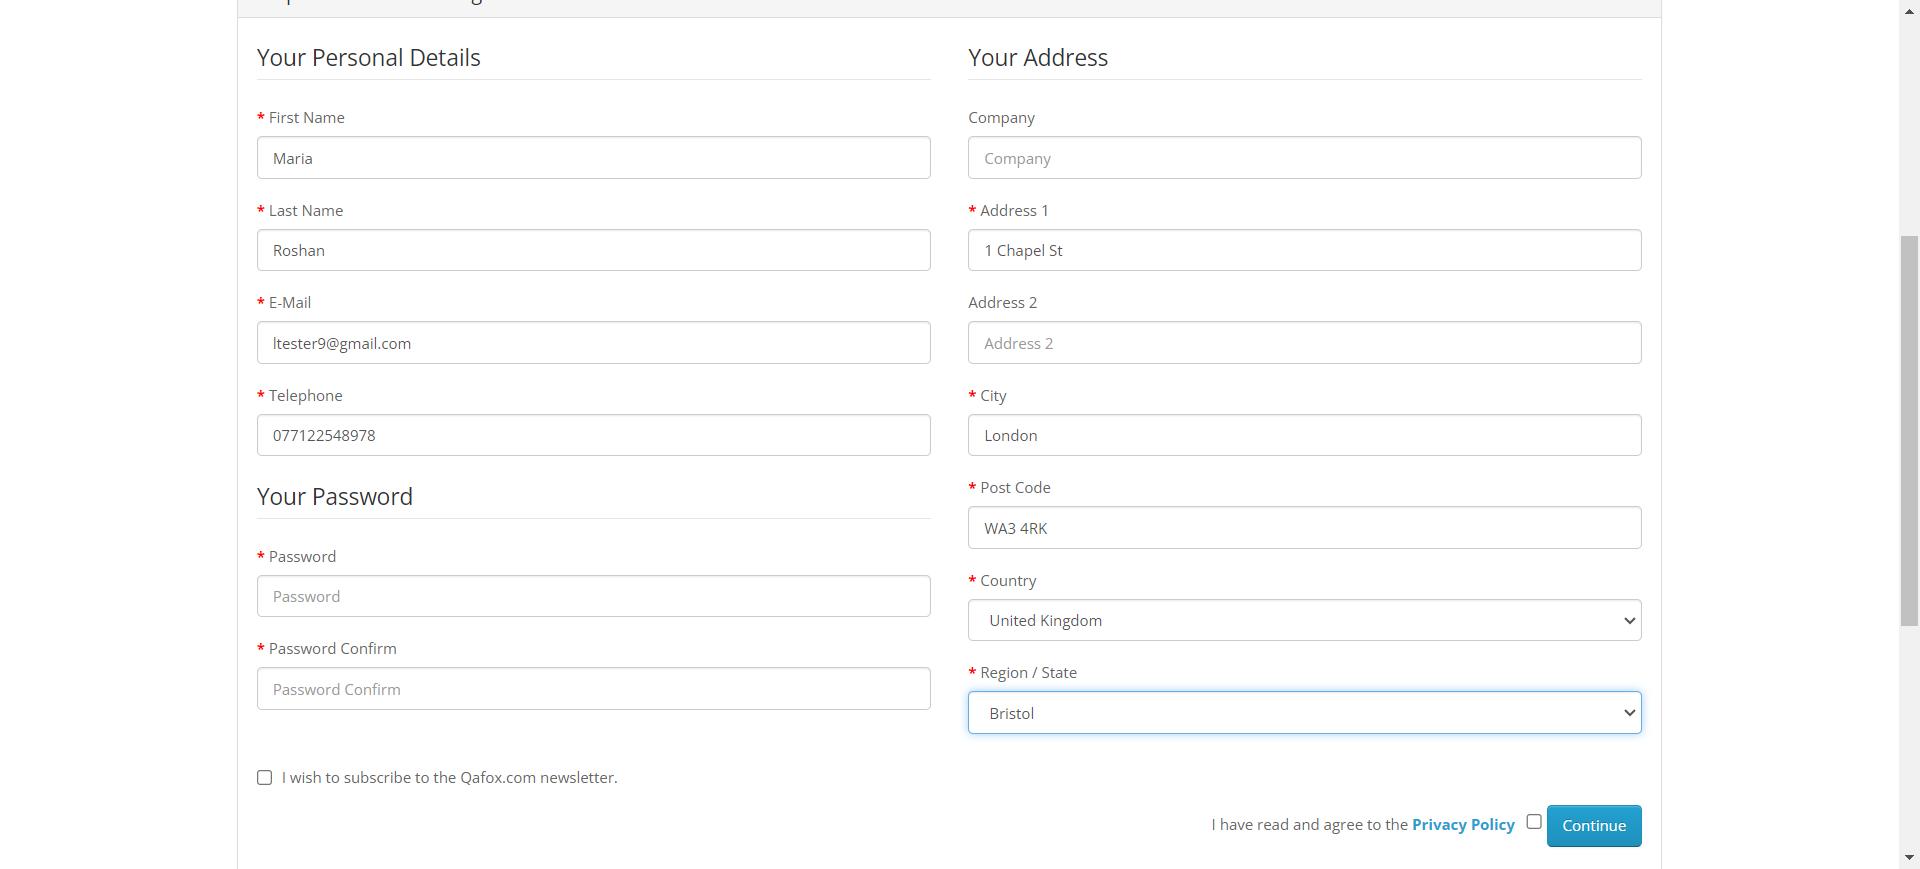 Your Personal Details
* First Name
Maria
* Last Name
Roshan
* E-Mail
ltester9@gmail.com
* Telephone
077122548978
Your Password
* Password
Password
* Password Confirm
Password Confirm
Your Address
Company
Company
* Address 1
1 Chapel St
Address 2
Address 2
* City
London
* Post Code
WA3 4RK
* Country
United Kingdom
* Region / State
Bristol
I wish to subscribe to the Qafox.com newsletter.
I have read and agree to the Privacy Policy
Continue